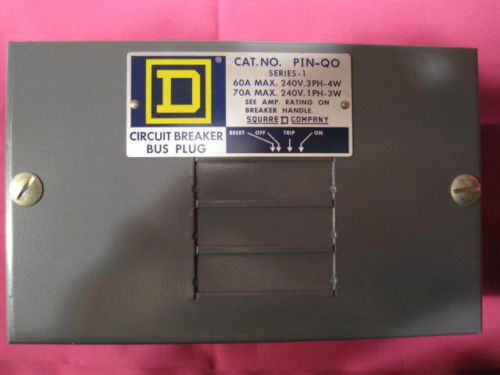 D
®
CAT.NO. PIN-QO
SERIES-1
60A MAX. 240V.3PH-4W
70A MAX. 240V.1PH-3W
SEE AMP. RATING ON
BREAKER HANDLE.
SQUARE D COMPANY
CIRCUIT BREAKER
BUS PLUG
RESET OFF TRIP ON